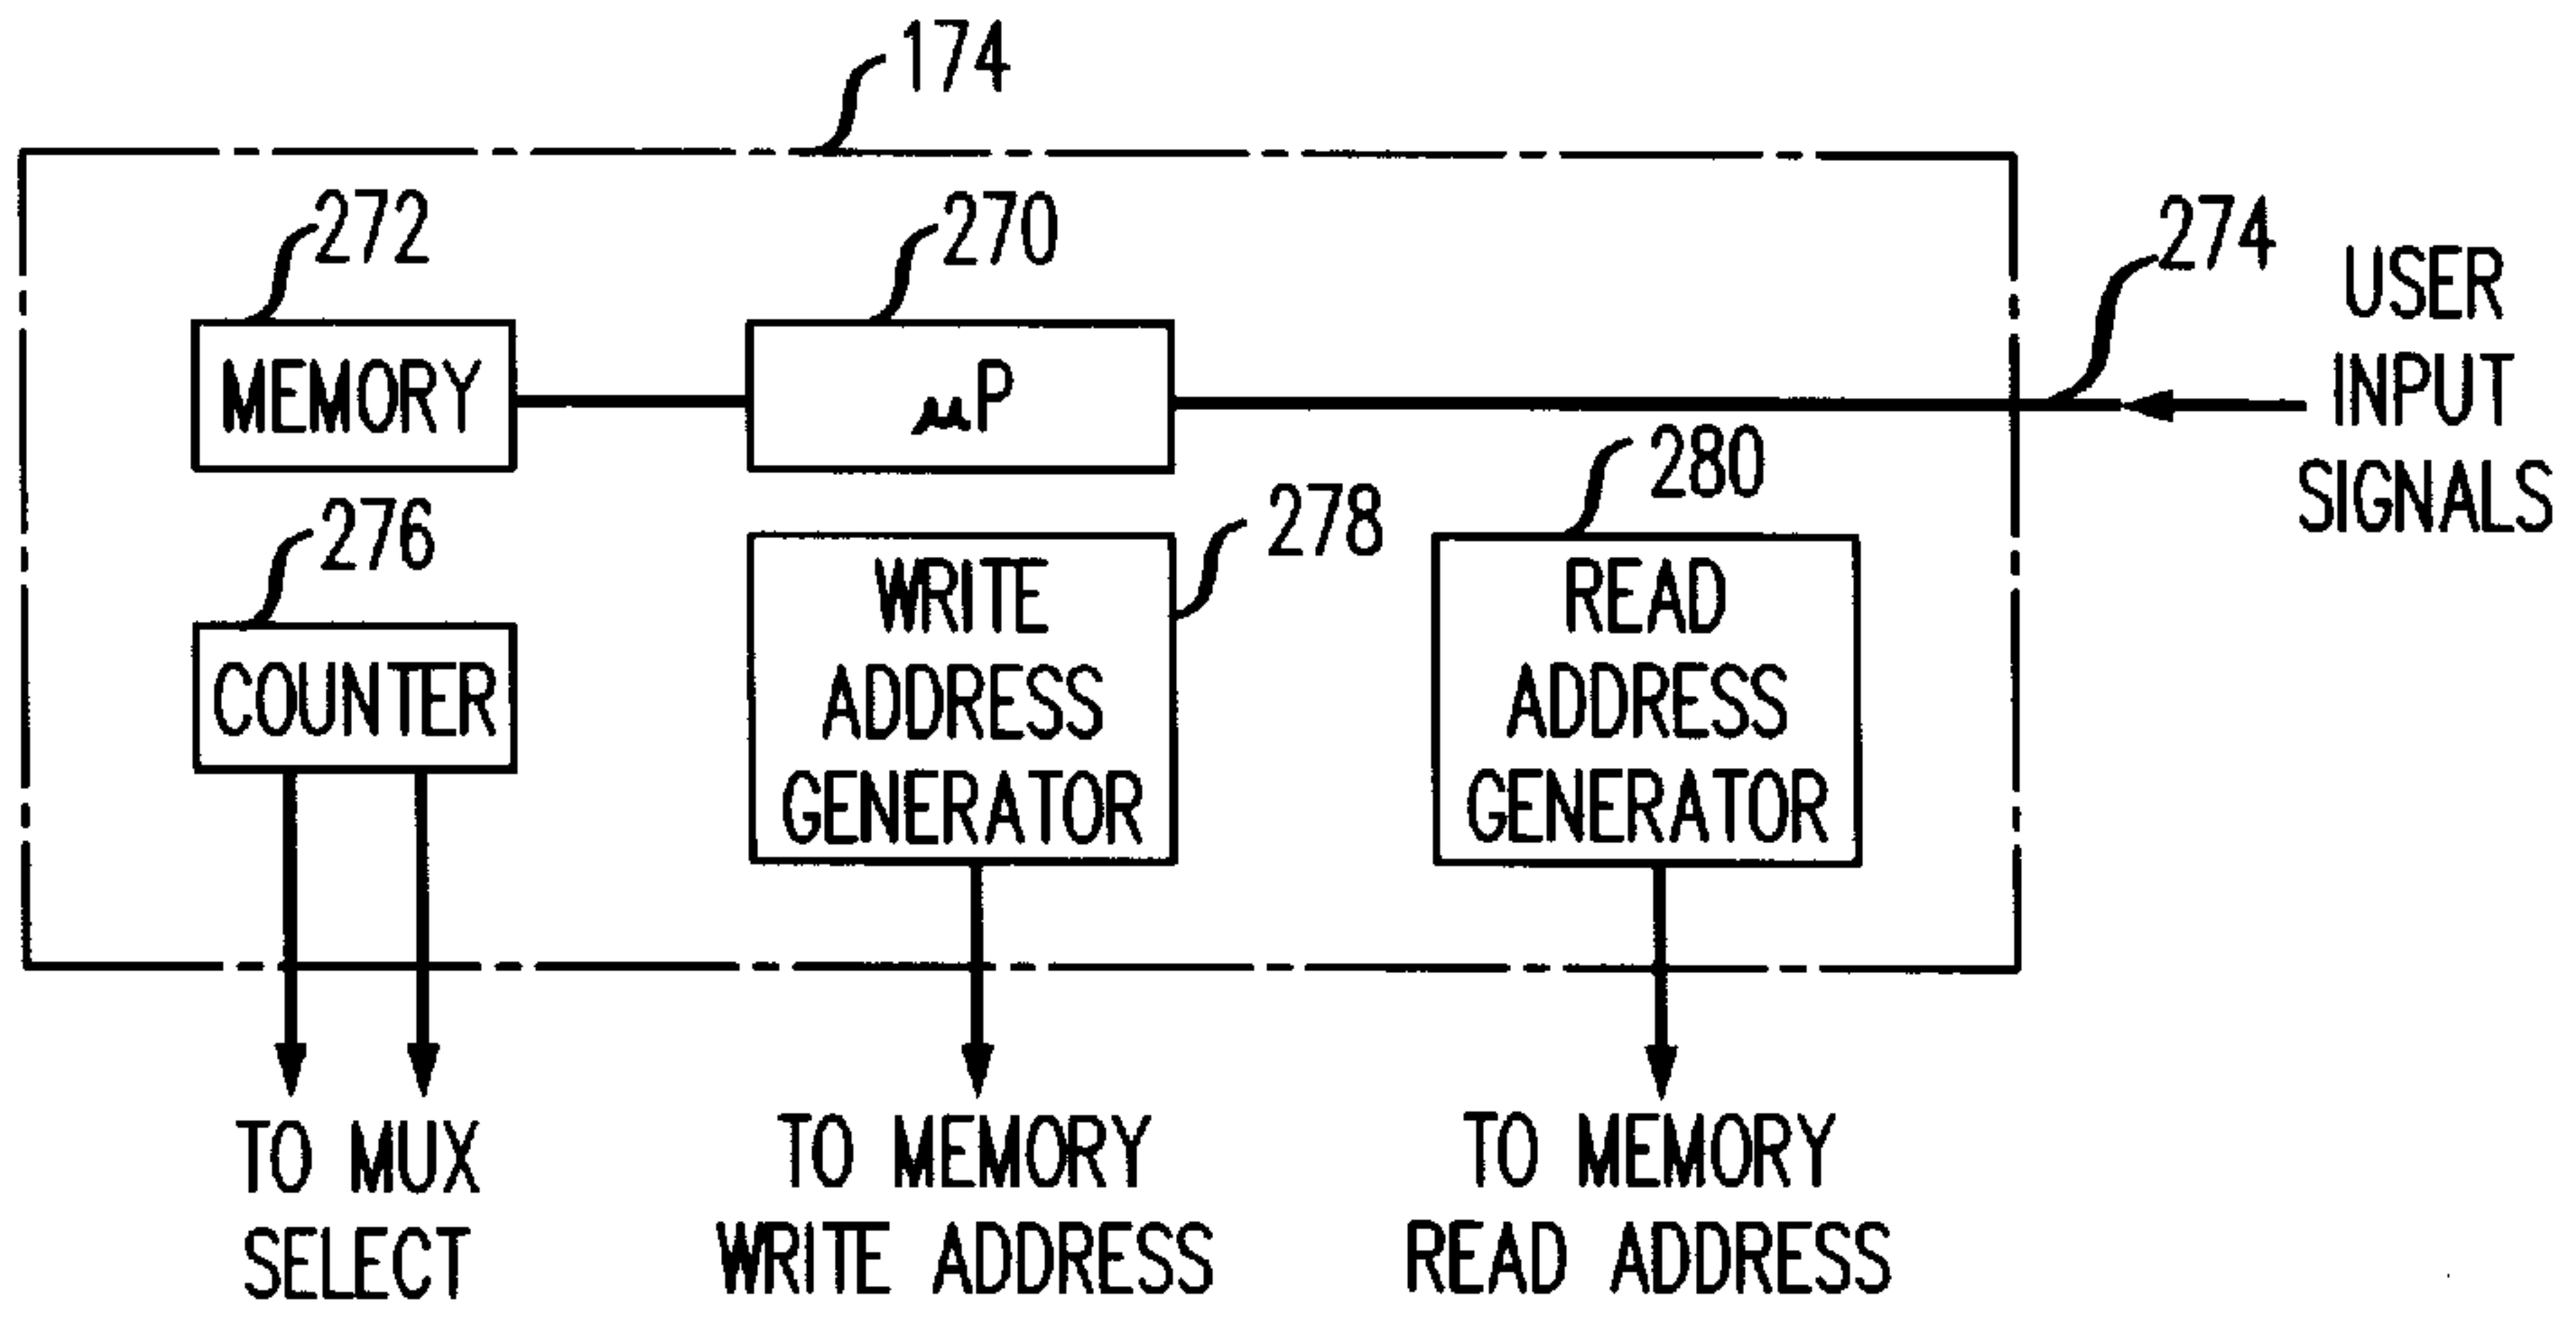 174
272
270
274
USER
INPUT
SIGNALS
MEMORY
µP
276
278
280
COUNTER
WRITE
ADDRESS
GENERATOR
READ
ADDRESS
GENERATOR
TO MUX
SELECT
TO MEMORY
WRITE ADDRESS
TO MEMORY
READ ADDRESS